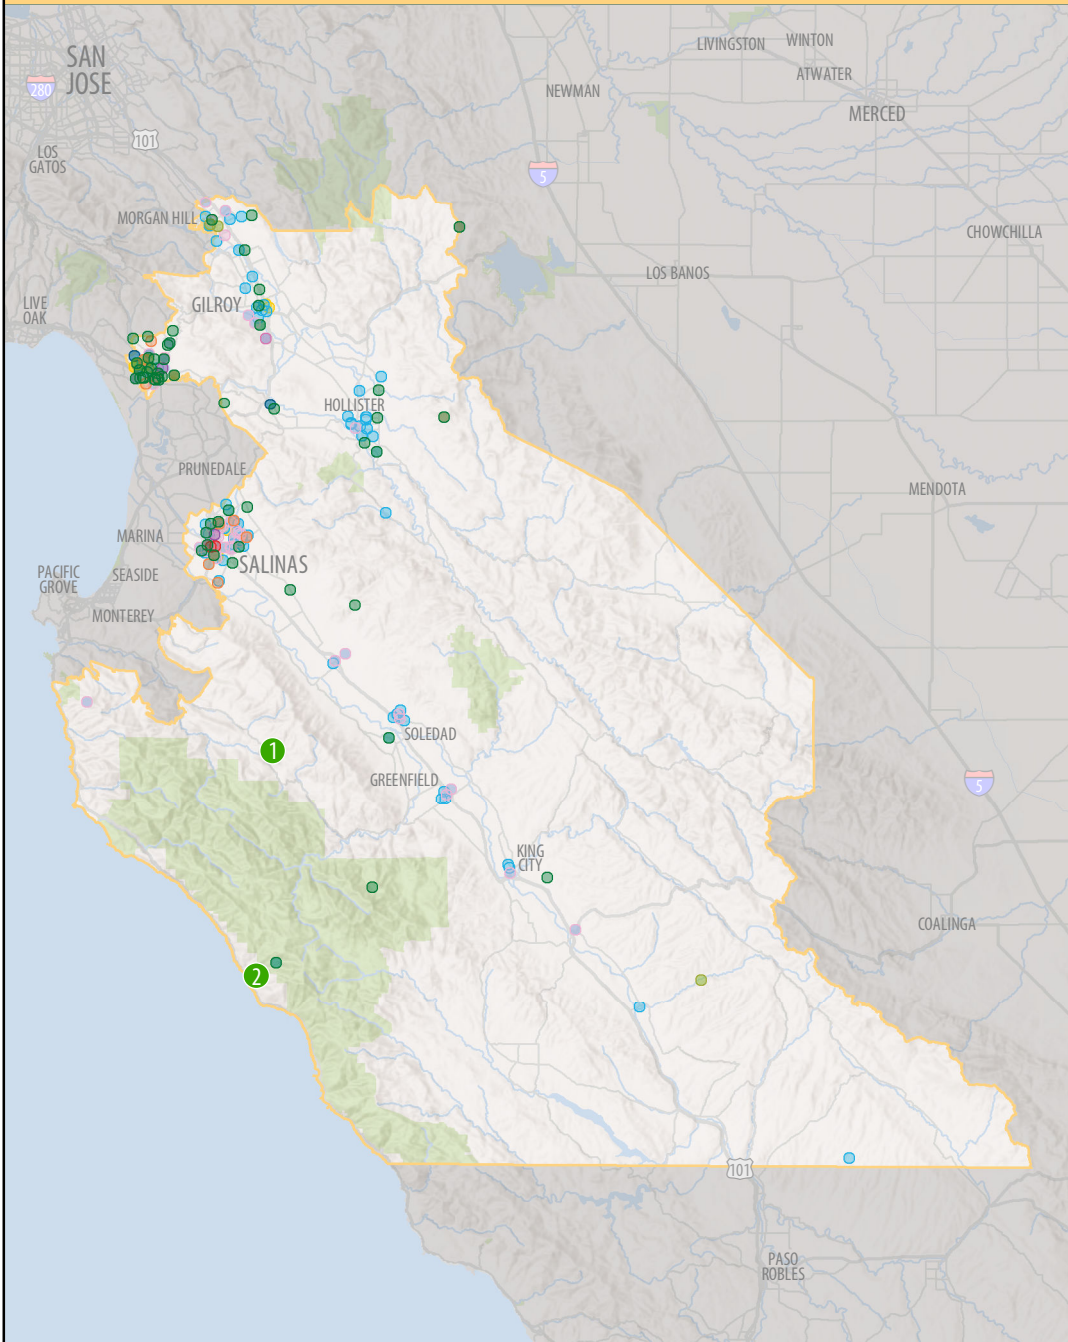 SAN
JOSE
280
101
LOS
GATOS
LIVINGSTON
WINTON
ATWATER
NEWMAN
MERCED
5
MORGAN HILL
CHOWCHILLA
LOS BANOS
LIVE
OAK
GILROY
HOLLISTER
PRUNEDALE
MENDOTA
MARINA
SALINAS
PACIFIC
GROVE
SEASIDE
MONTEREY
SOLEDAD
1
GREENFIELD
5
KING
CITY
COALINGA
2
101
PASO
ROBLES